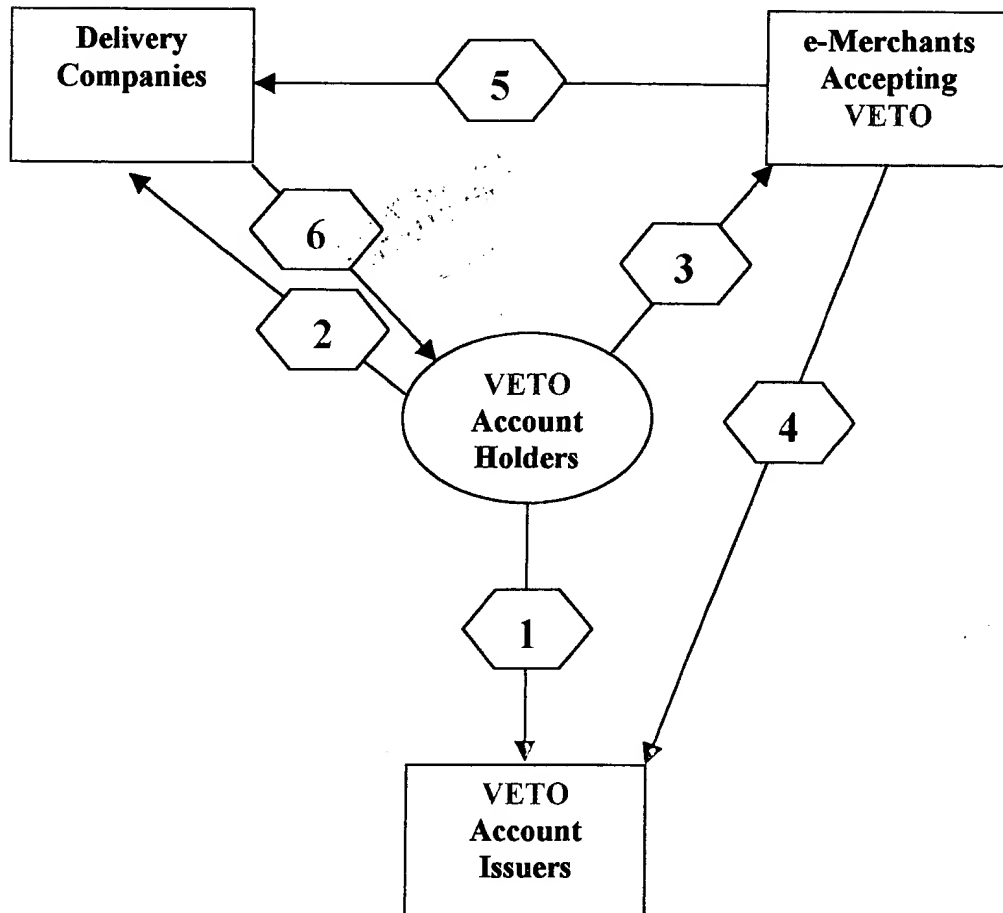 Delivery
Companies
5
e-Merchants
Accepting
VETO
6
3
2
VETO
Account
Holders
4
1
VETO
Account
Issuers